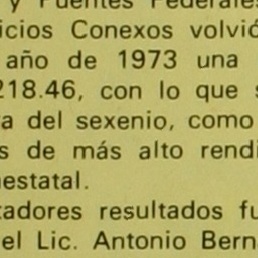 y Puentes Federales
icios Conexos volvió
año de 1973 una
218.46, con lo que s
a del sexenio, como
s de más alto rendi
estatal.
tadores resultados fu
el Lic. Antonio Bern